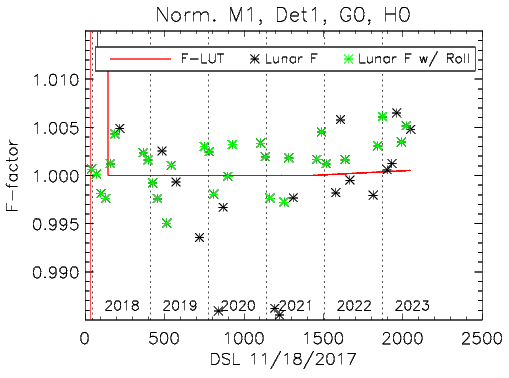 Norm. M1, Det1, G0, H0
F-LUT Lunar F Lunar F w/ Roll
1.010
1.005
1.000
0.995
0.990
F-factor
2018 2019 2020 2021 2022 2023
0 500 1000 1500 2000 2500
DSL 11/18/2017